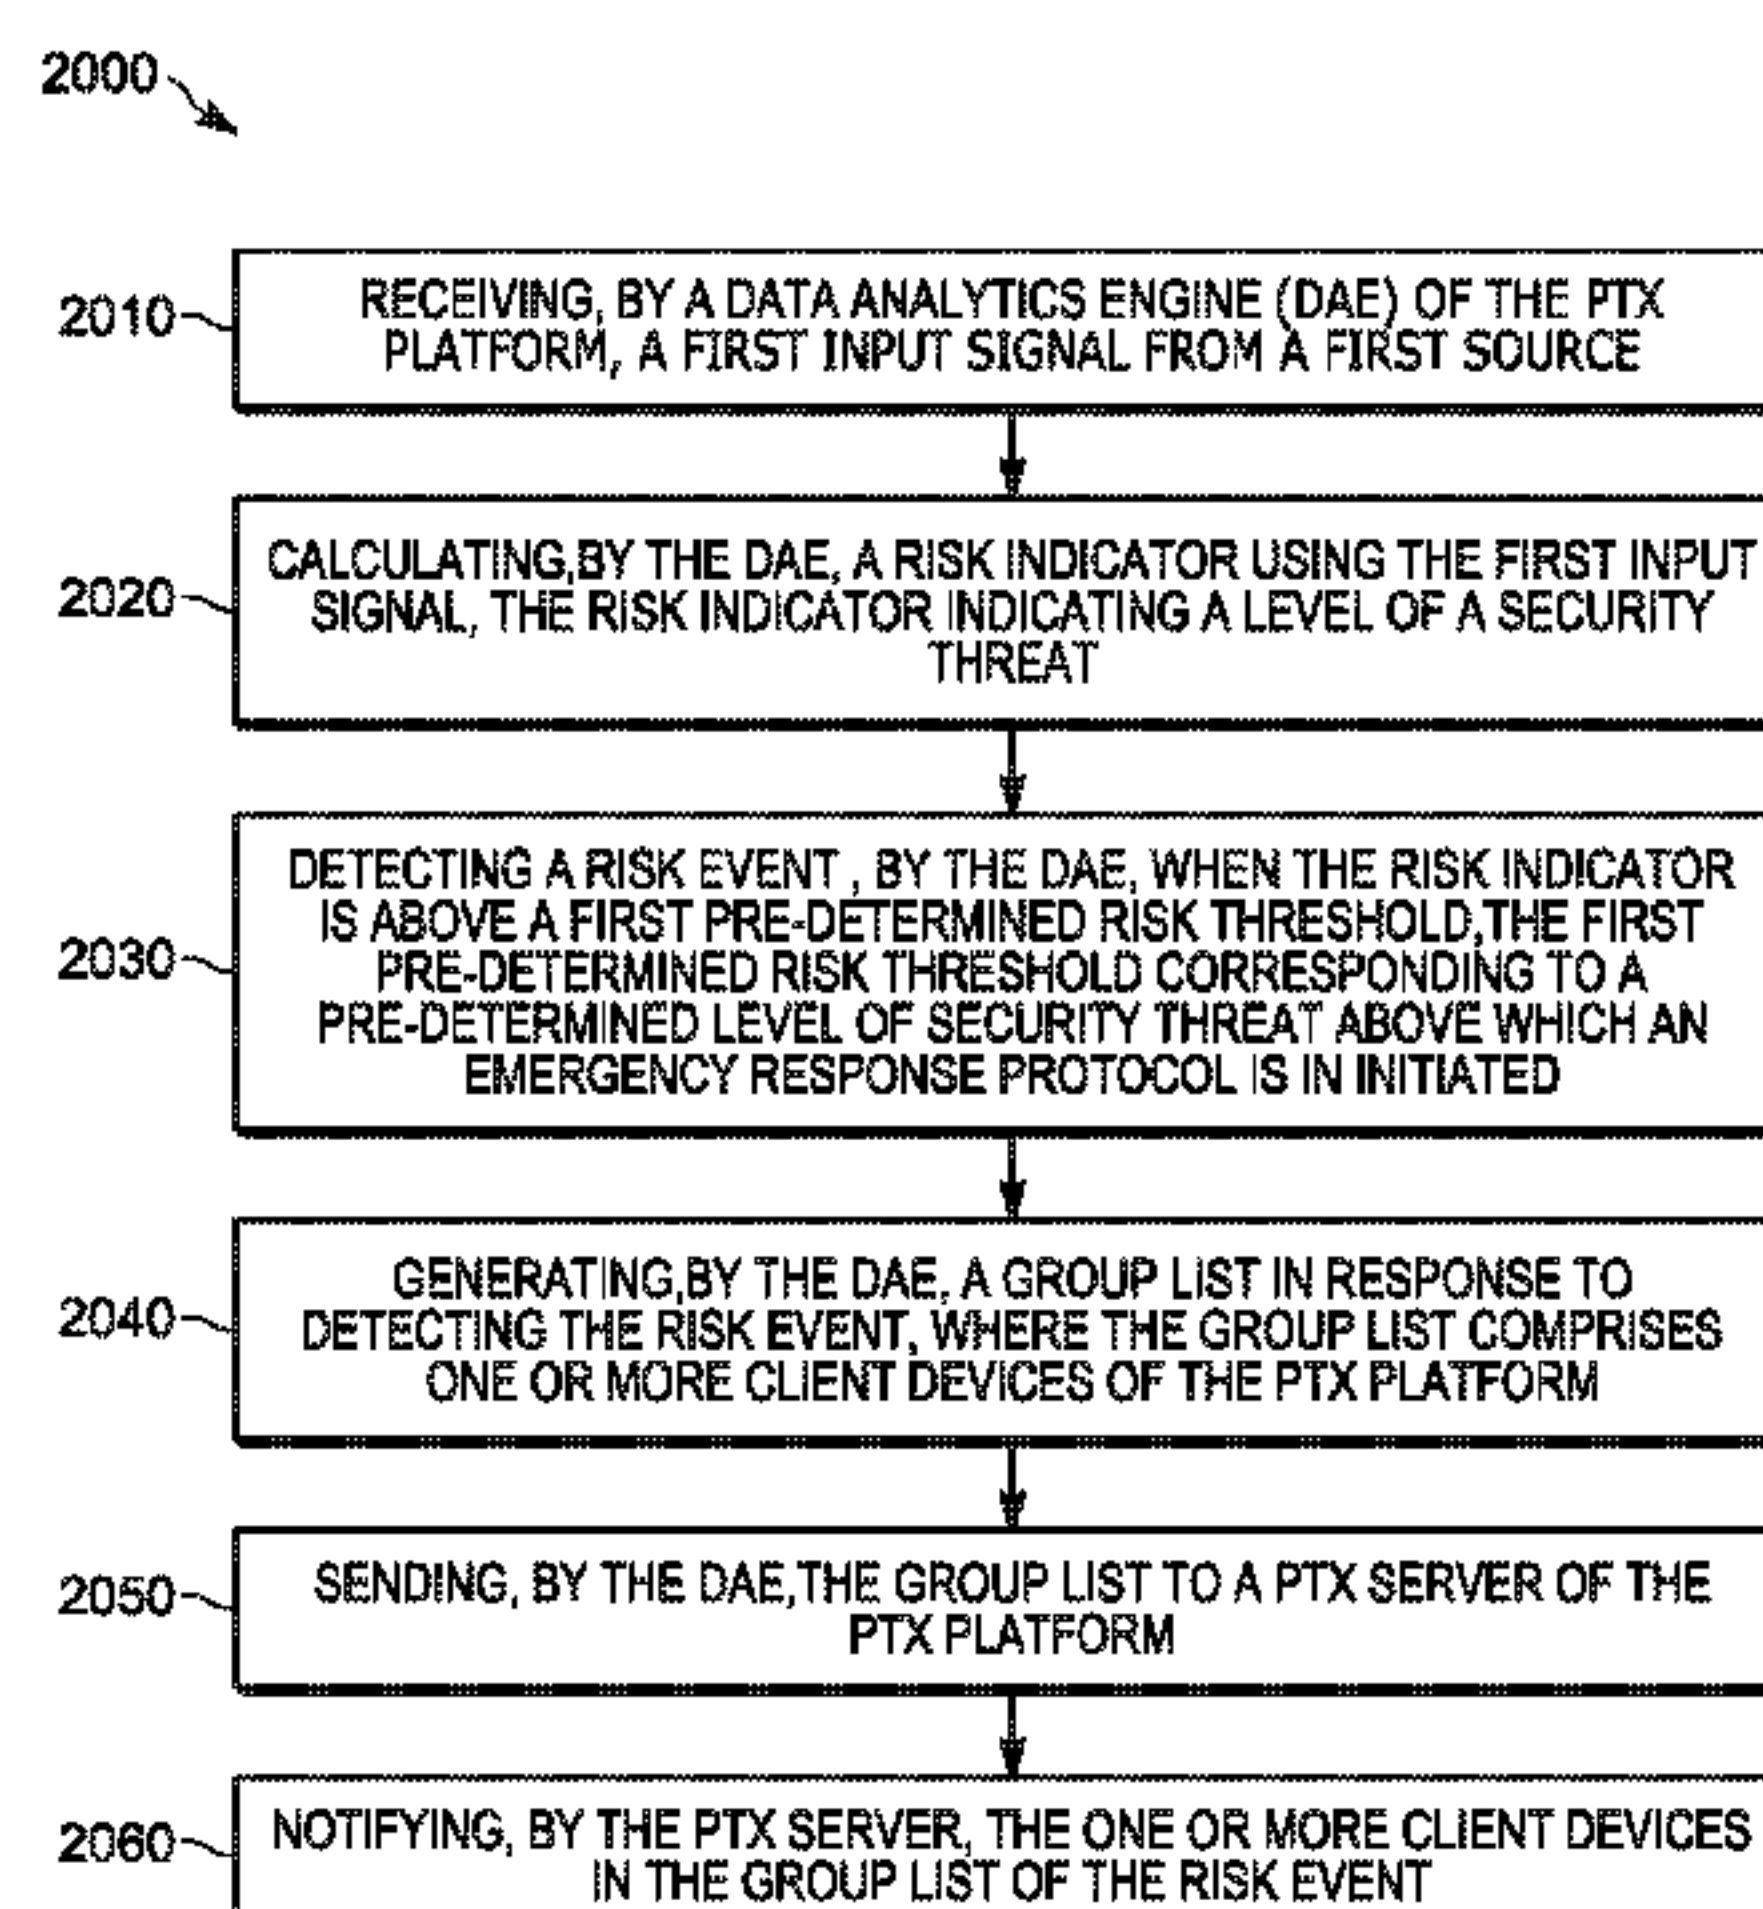 2000
2010
RECEIVING, BY A DATA ANALYTICS ENGINE (DAE) OF THE PTX
PLATFORM, A FIRST INPUT SIGNAL FROM A FIRST SOURCE
2020
CALCULATING,BY THE DAE, A RISK INDICATOR USING THE FIRST INPUT
SIGNAL, THE RISK INDICATOR INDICATING A LEVEL OF A SECURITY
THREAT
2030
DETECTING A RISK EVENT , BY THE DAE, WHEN THE RISK INDICATOR
IS ABOVE A FIRST PRE-DETERMINED RISK THRESHOLD,THE FIRST
PRE-DETERMINED RISK THRESHOLD CORRESPONDING TO A
PRE-DETERMINED LEVEL OF SECURITY THREAT ABOVE WHICH AN
EMERGENCY RESPONSE PROTOCOL IS IN INITIATED
2040
GENERATING,BY THE DAE, A GROUP LIST IN RESPONSE TO
DETECTING THE RISK EVENT, WHERE THE GROUP LIST COMPRISES
ONE OR MORE CLIENT DEVICES OF THE PTX PLATFORM
2050
SENDING, BY THE DAE,THE GROUP LIST TO A PTX SERVER OF THE
PTX PLATFORM
2060
NOTIFYING, BY THE PTX SERVER, THE ONE OR MORE CLIENT DEVICES
IN THE GROUP LIST OF THE RISK EVENT